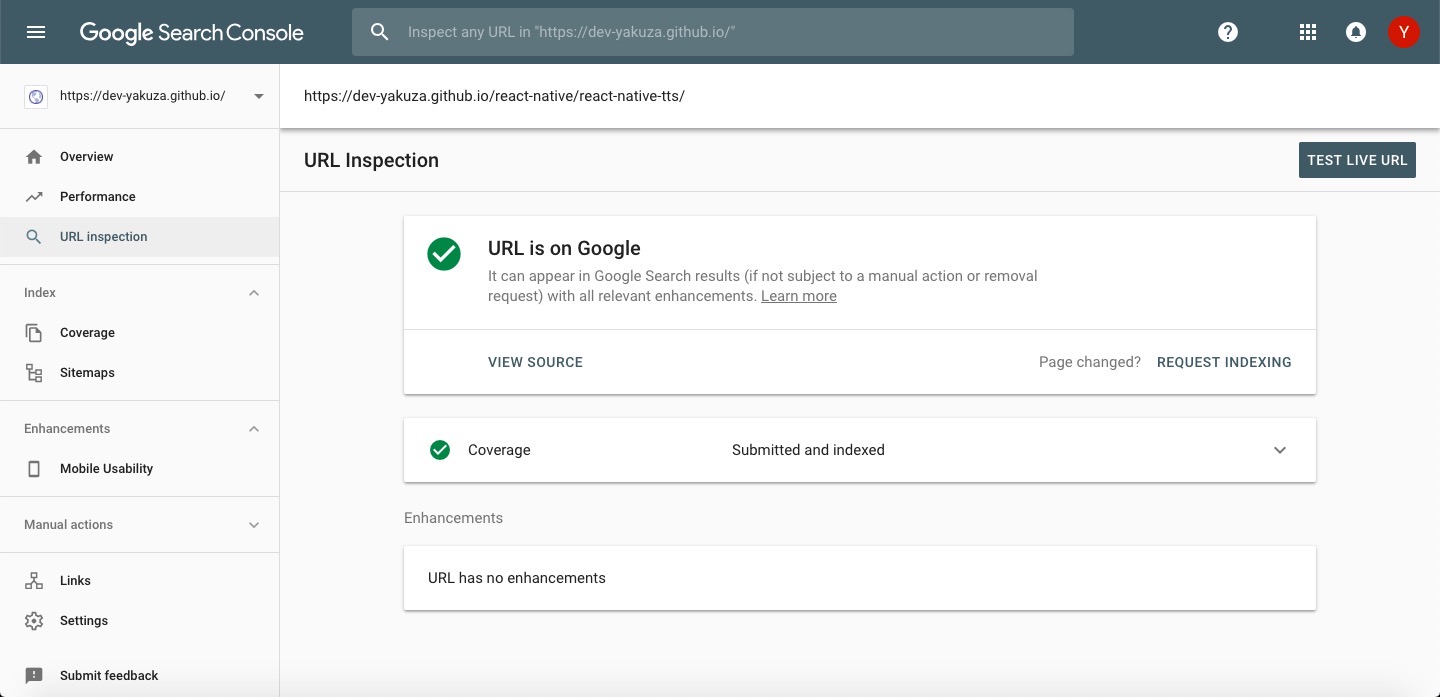 Google Search Console
Inspect any URL in "https://dev-yakuza.github.io/"
Y
https://dev-yakuza.github.io/
Overview
Performance
URL inspection
Index
Coverage
Sitemaps
Enhancements
Mobile Usability
Manual actions
Links
Settings
Submit feedback
https://dev-yakuza.github.io/react-native/react-native-tts/
URL Inspection
TEST LIVE URL
URL is on Google
It can appear in Google Search results (if not subject to a manual action or removal
request) with all relevant enhancements. Learn more
VIEW SOURCE
Page changed? REQUEST INDEXING
Coverage Submitted and indexed
Enhancements
URL has no enhancements